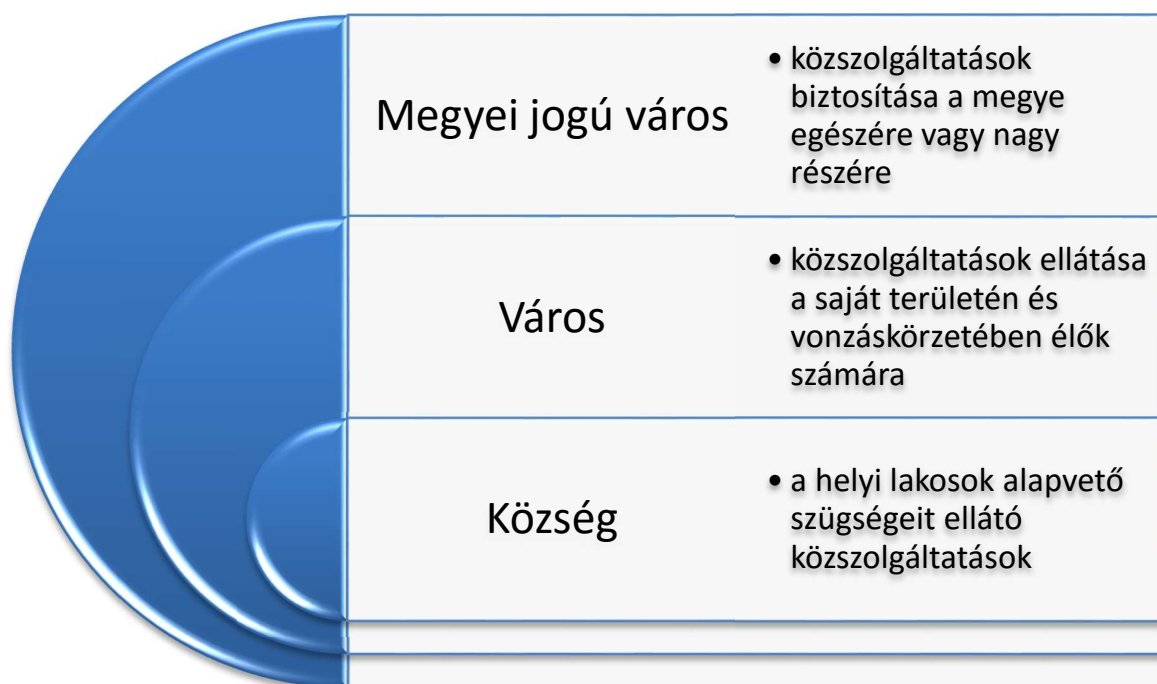 Megyei jogú város
• közszolgáltatások
biztosítása a megye
egészére vagy nagy
részére
Város
• közszolgáltatások ellátása
a saját területén és
vonzáskörzetében élők
számára
Község
• a helyi lakosok alapvető
szügségeit ellátó
közszolgáltatások